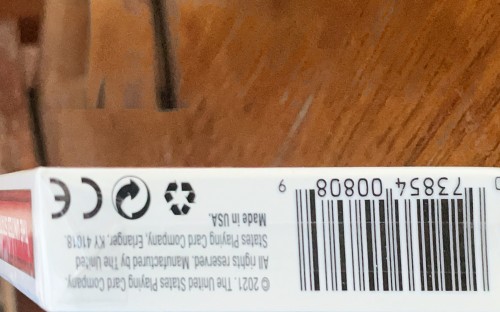 © 2021. The United States Playing Card Company.
All rights reserved. Manufactured by The United
States Playing Card Company, Erlanger, KY 41018.
Made in USA.
CE
0 73854 00808 9